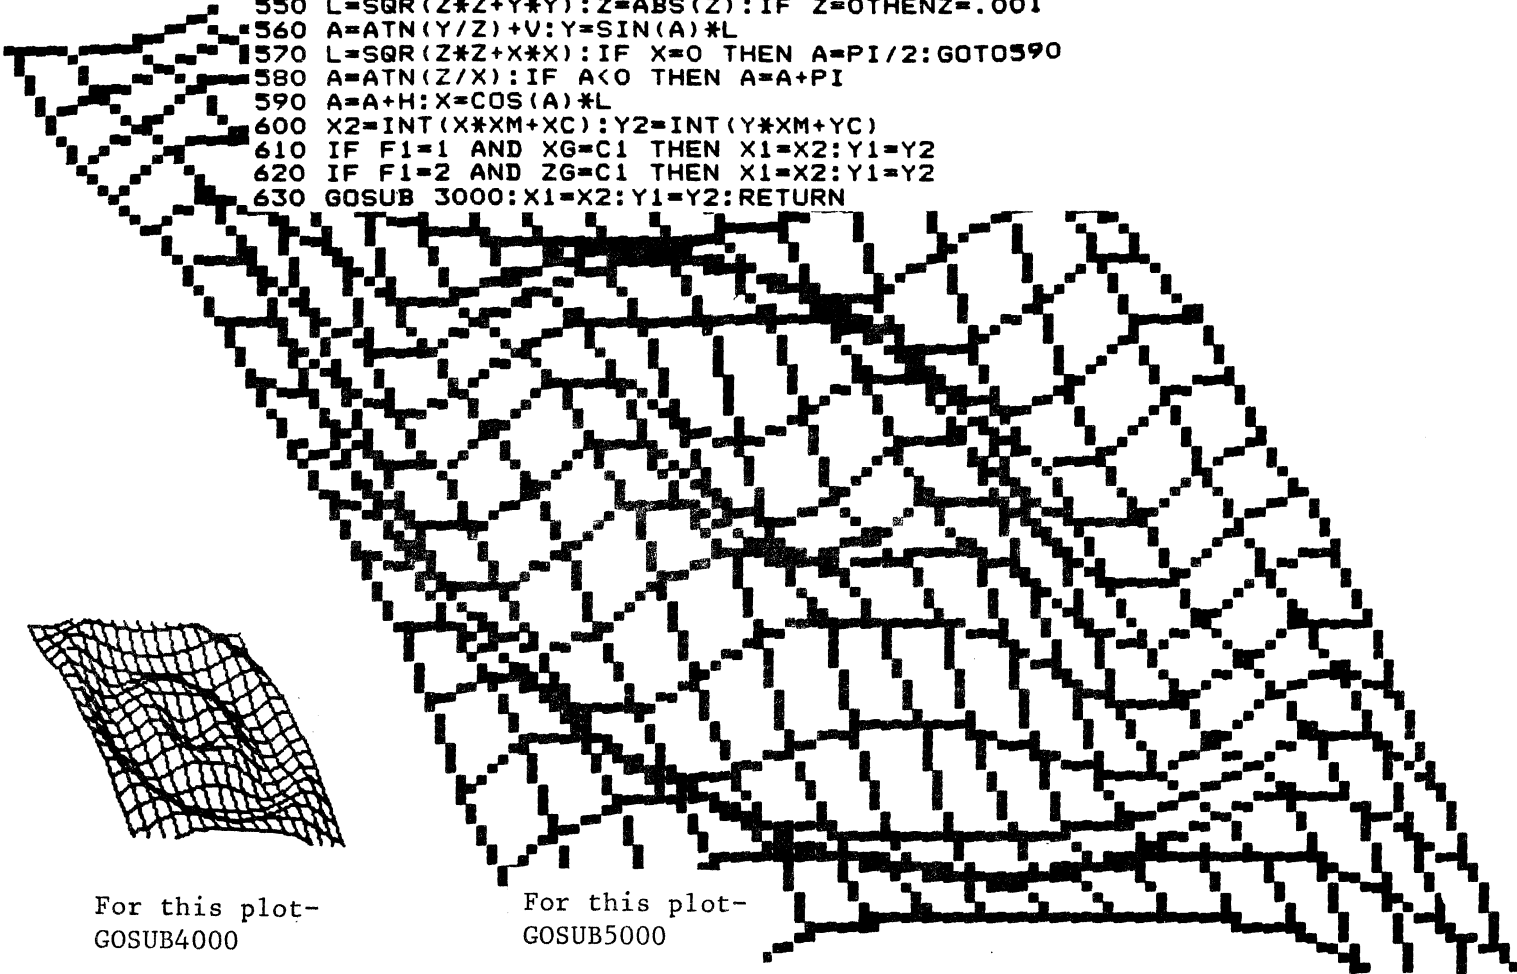 550 L=SQR(Z*Z+Y*Y):Z=ABS(Z):IF Z=0THENZ=.001
560 A=ATN(Y/Z)+V:Y=SIN(A)*L
570 L=SQR(Z*Z+X*X):IF X=0 THEN A=PI/2:GOTO590
580 A=ATN(Z/X):IF A<0 THEN A=A+PI
590 A=A+H:X=COS(A)*L
600 X2=INT(X*XM+XC):Y2=INT(Y*XM+YC)
610 IF F1=1 AND XG=C1 THEN X1=X2:Y1=Y2
620 IF F1=2 AND ZG=C1 THEN X1=X2:Y1=Y2
630 GOSUB 3000:X1=X2:Y1=Y2:RETURN
For this plot-
GOSUB4000
For this plot-
GOSUB5000